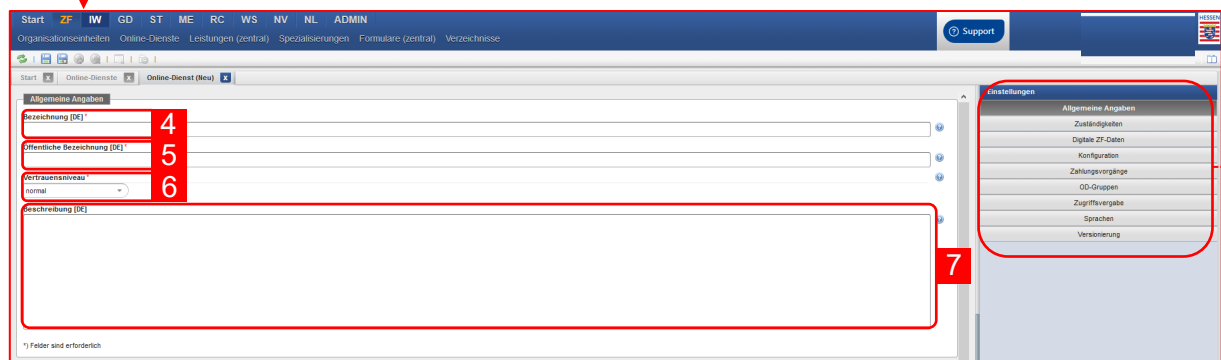 Start ZF IW GD ST ME RC WS NV NL ADMIN
Organisationseinheiten Online-Dienste Leistungen (zentral) Spezialisierungen Formulare (zentral) Verzeichnisse
Support
HESSEN
Start x Online-Dienste x Online-Dienst (Neu) x
Allgemeine Angaben
Bezeichnung [DE] *
4
Öffentliche Bezeichnung [DE] *
5
Vertrauensniveau *
normal
6
Beschreibung [DE]
7
*) Felder sind erforderlich
Einstellungen
Allgemeine Angaben
Zuständigkeiten
Digitale ZF-Daten
Konfiguration
Zahlungsvorgänge
OD-Gruppen
Zugriffsvergabe
Sprachen
Versionierung